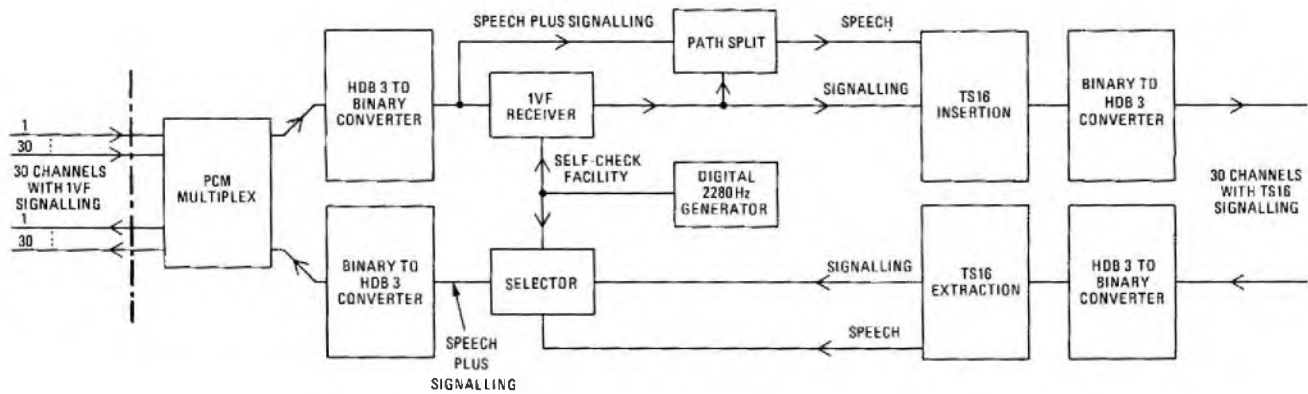 SPEECH PLUS SIGNALLING
SPEECH
PATH SPLIT
HDB 3 TO
BINARY
CONVERTER
1VF
RECEIVER
SIGNALLING
TS16
INSERTION
BINARY TO
HDB 3
CONVERTER
1
30
30 CHANNELS
WITH 1VF
SIGNALLING
1
30
PCM
MULTIPLEX
SELF-CHECK
FACILITY
DIGITAL
2280Hz
GENERATOR
30 CHANNELS
WITH TS16
SIGNALLING
BINARY TO
HDB 3
CONVERTER
SELECTOR
SIGNALLING
SPEECH
TS16
EXTRACTION
HDB 3 TO
BINARY
CONVERTER
SPEECH
PLUS
SIGNALLING